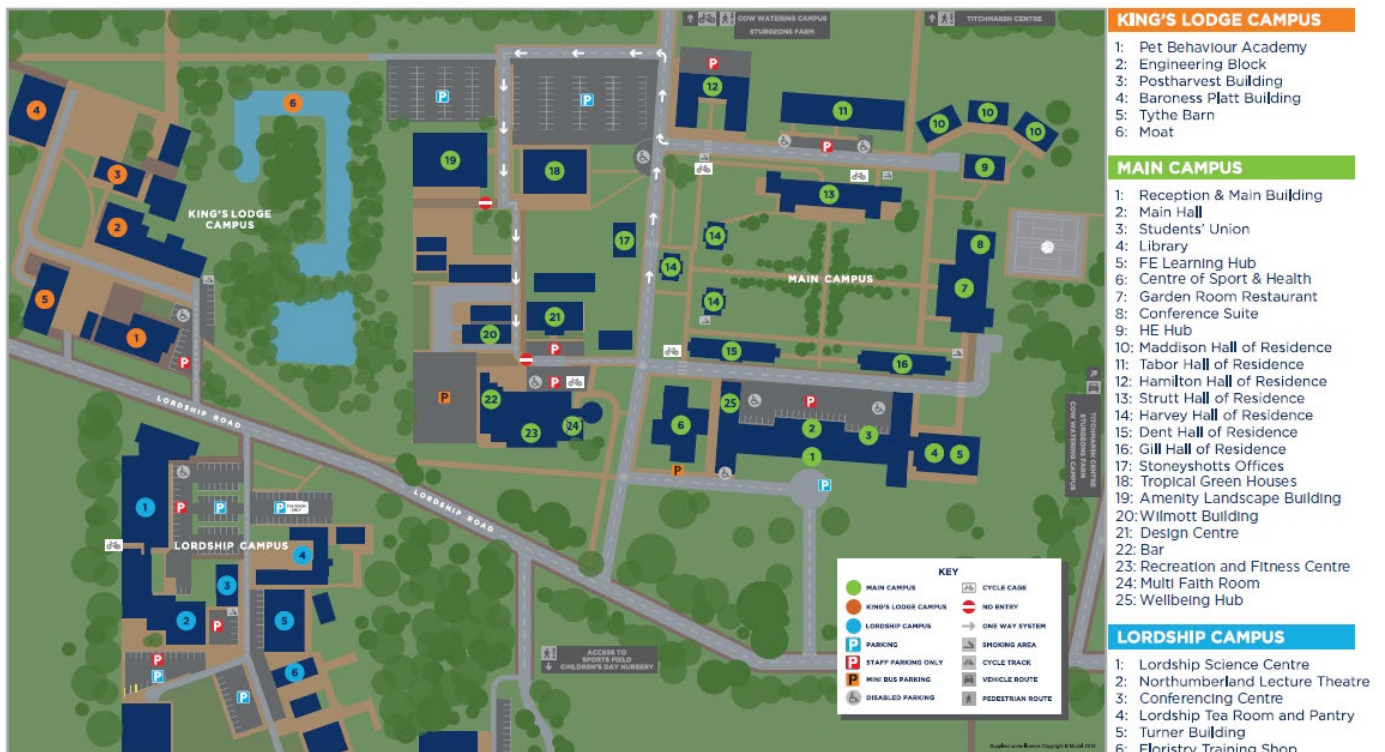 COW WATERING CAMPUS
STURGEONS FARM
TITCHMARSH CENTRE
KING'S LODGE
CAMPUS
MAIN CAMPUS
LORDSHIP ROAD
LORDSHIP ROAD
LORDSHIP CAMPUS
TEA ROOM
ONLY
TITCHMARSH CENTRE
STURGEONS FARM
COW WATERING CAMPUS
ACCESS TO
SPORTS FIELD
CHILDREN'S DAY NURSERY
KEY
MAIN CAMPUS
KING'S LODGE CAMPUS
LORDSHIP CAMPUS
PARKING
STAFF PARKING ONLY
MINI BUS PARKING
DISABLED PARKING
CYCLE CAGE
NO ENTRY
ONE WAY SYSTEM
SMOKING AREA
CYCLE TRACK
VEHICLE ROUTE
PEDESTRIAN ROUTE
KING'S LODGE CAMPUS
1: Pet Behaviour Academy
2: Engineering Block
3: Postharvest Building
4: Baroness Platt Building
5: Tythe Barn
6: Moat
MAIN CAMPUS
1: Reception & Main Building
2: Main Hall
3: Students' Union
4: Library
5: FE Learning Hub
6: Centre of Sport & Health
7: Garden Room Restaurant
8: Conference Suite
9: HE Hub
10: Maddison Hall of Residence
11: Tabor Hall of Residence
12: Hamilton Hall of Residence
13: Strutt Hall of Residence
14: Harvey Hall of Residence
15: Dent Hall of Residence
16: Gill Hall of Residence
17: Stoneyshotts Offices
18: Tropical Green Houses
19: Amenity Landscape Building
20: Wilmott Building
21: Design Centre
22: Bar
23: Recreation and Fitness Centre
24: Multi Faith Room
25: Wellbeing Hub
LORDSHIP CAMPUS
1: Lordship Science Centre
2: Northumberland Lecture Theatre
3: Conferencing Centre
4: Lordship Tea Room and Pantry
5: Turner Building
6: Floristry Training Shop